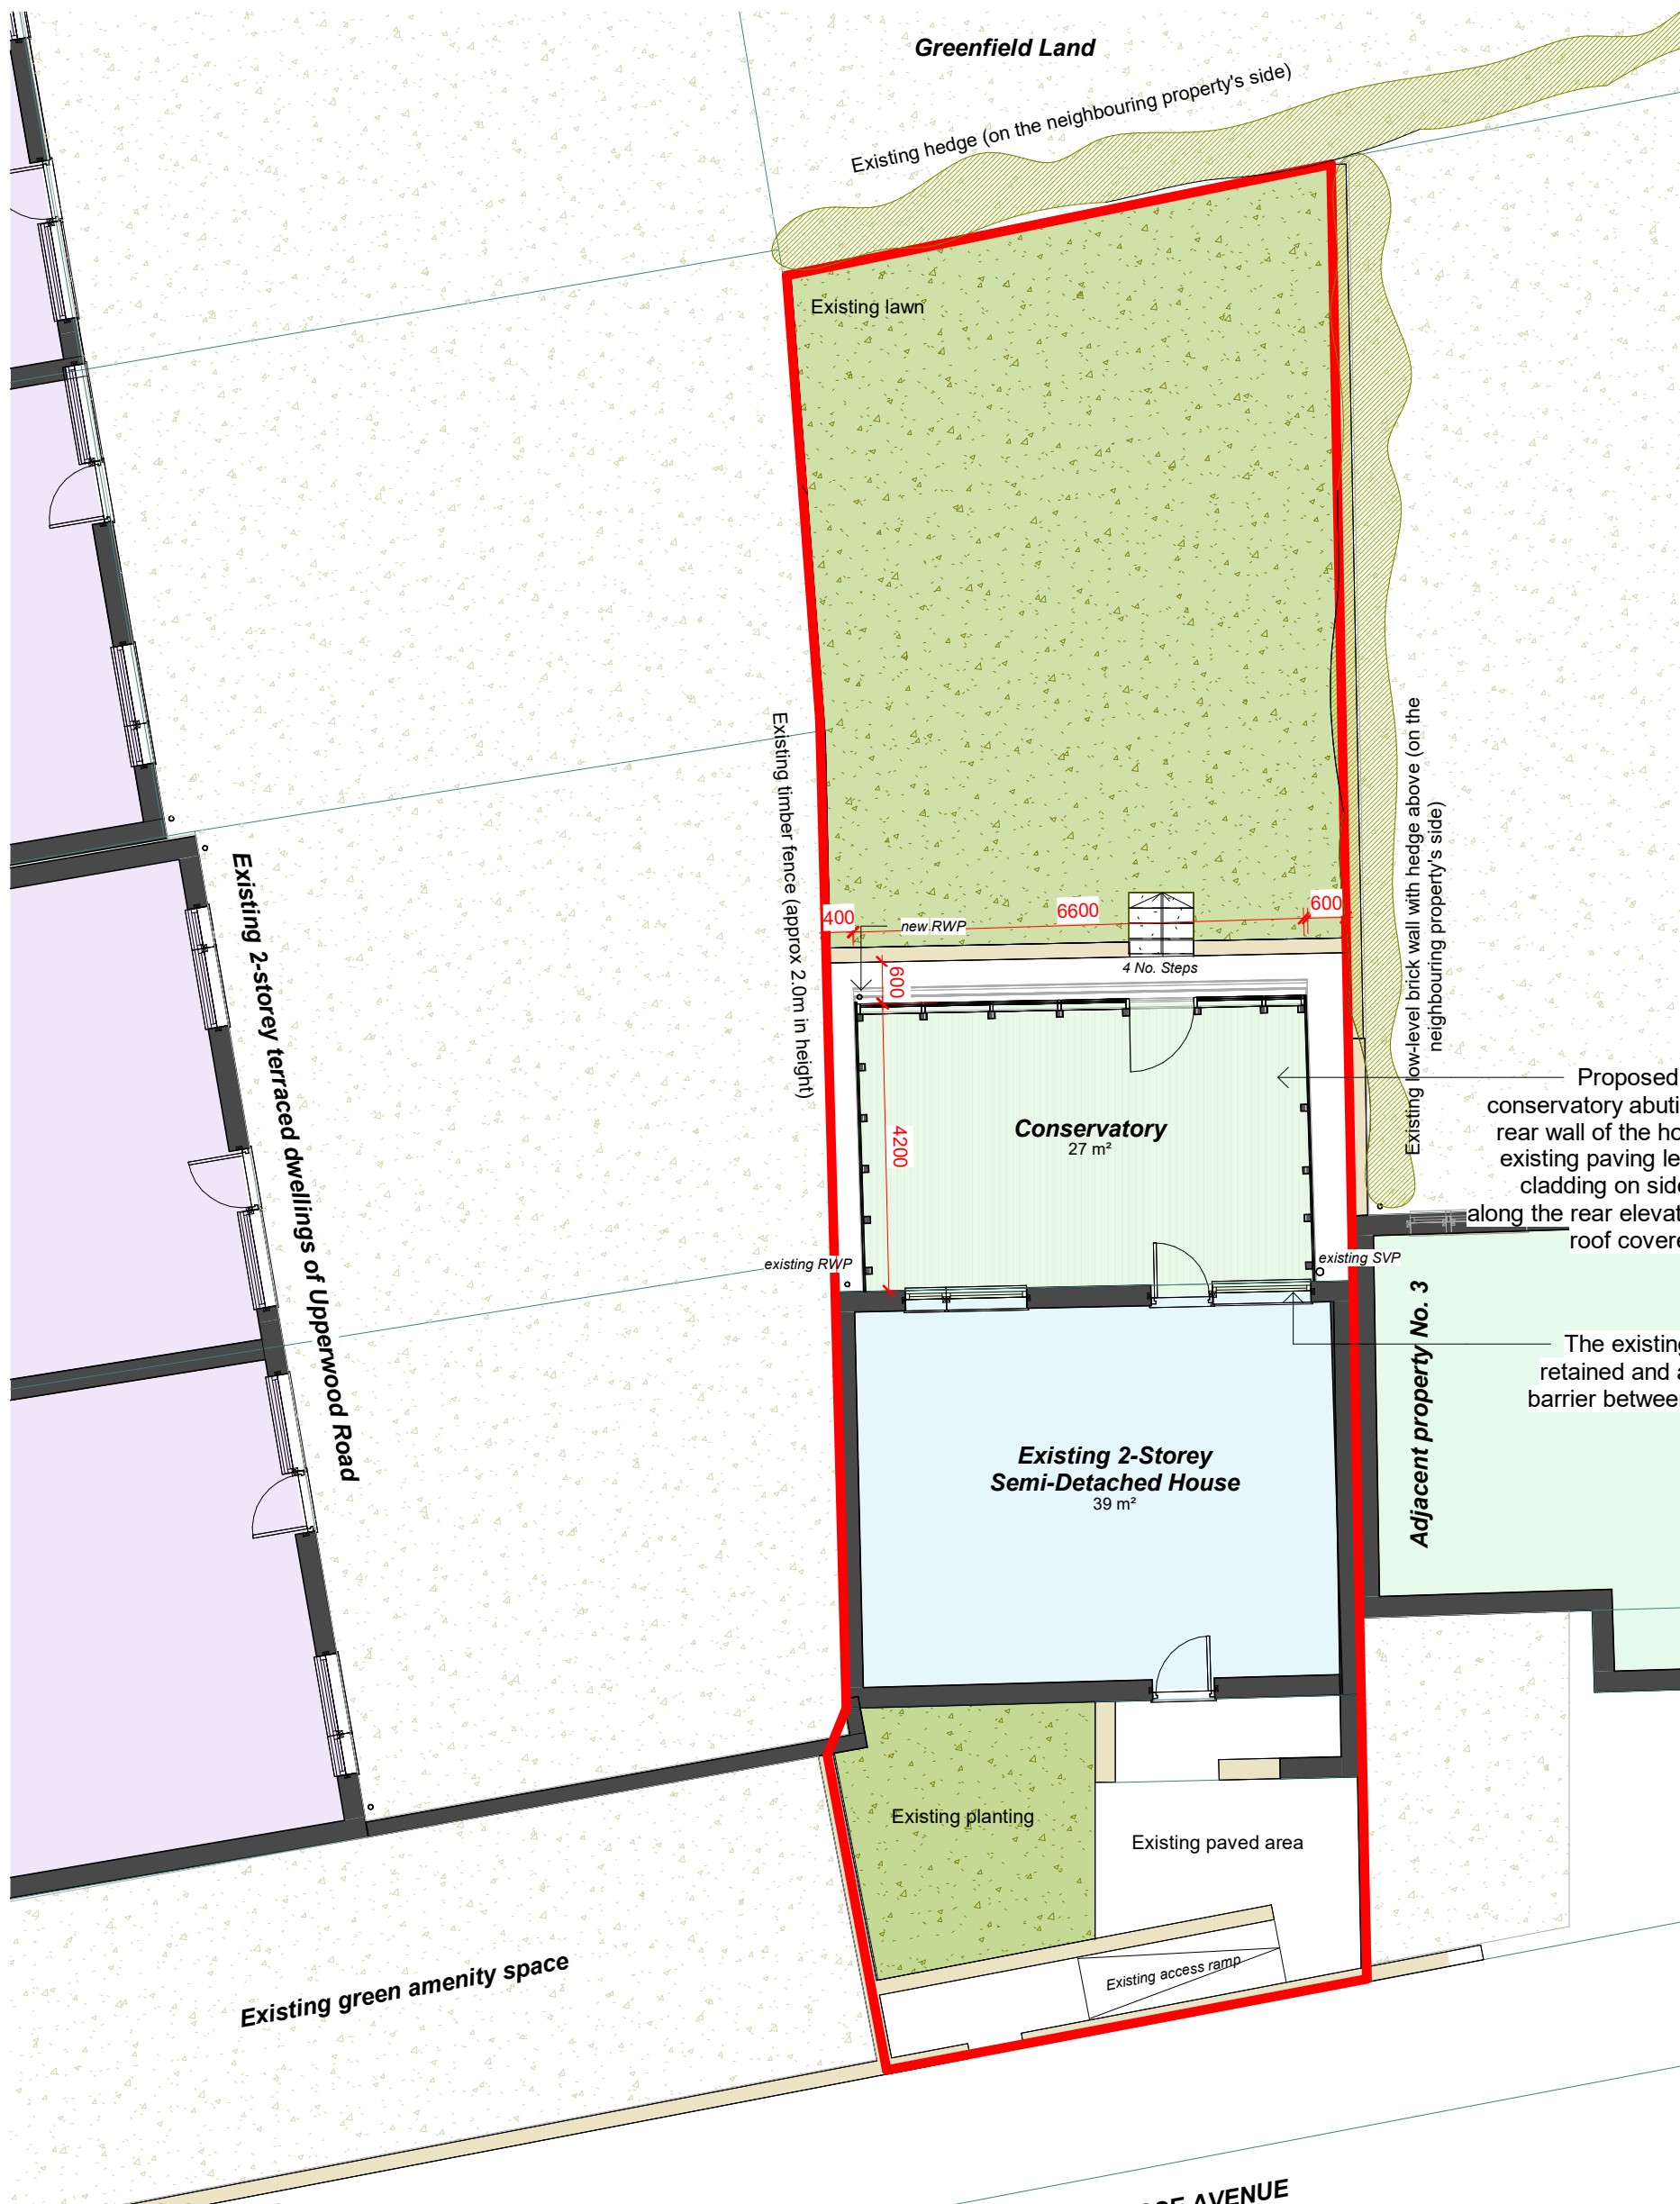 Greenfield Land
Existing hedge (on the neighbouring property's side)
Existing lawn
Existing timber fence (approx 2.0m in height)
Existing low-level brick wall with hedge above (on the
neighbouring property's side)
400
6600
600
new RWP
4 No. Steps
600
4200
Conservatory
27 m²
Proposed
conservatory abuti
rear wall of the ho
existing paving le
cladding on side
along the rear elevat
roof covere
existing RWP
existing SVP
Existing 2-storey terraced dwellings of Upperwood Road
Adjacent property No. 3
The existing
retained and a
barrier betwee
Existing 2-Storey
Semi-Detached House
39 m²
Existing planting
Existing paved area
Existing access ramp
Existing green amenity space
AVENUE